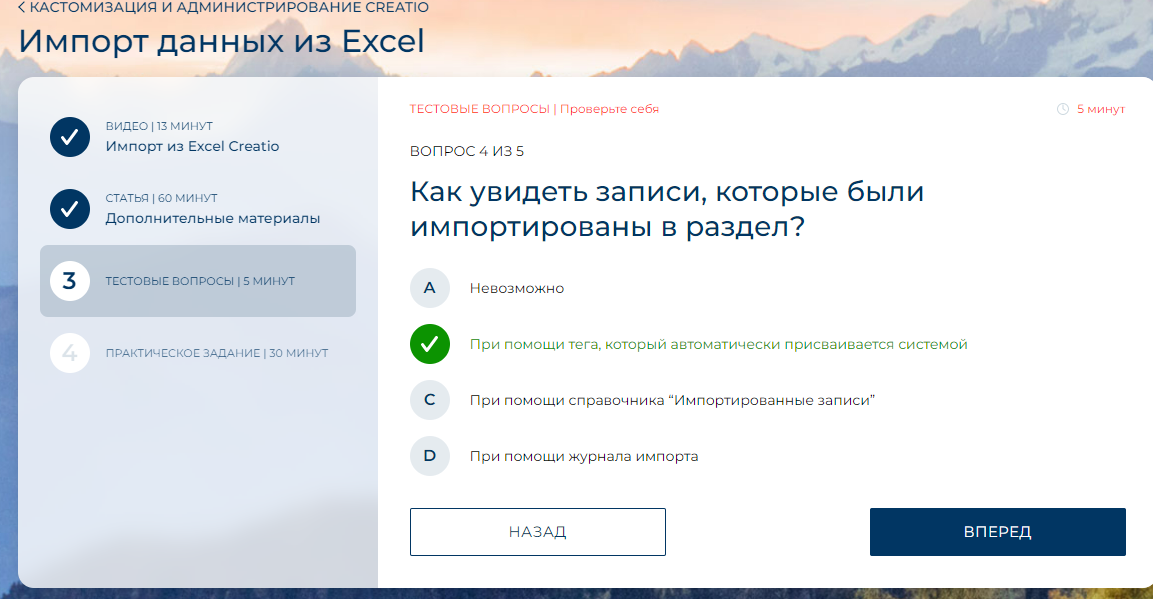 КАСТОМИЗАЦИЯ И АДМИНИСТРИРОВАНИЕ CREATIO
Импорт данных из Excel
ВИДЕО | 13 МИНУТ
Импорт из Excel Creatio
СТАТЬЯ | 60 МИНУТ
Дополнительные материалы
3
ТЕСТОВЫЕ ВОПРОСЫ | 5 МИНУТ
4
ПРАКТИЧЕСКОЕ ЗАДАНИЕ | 30 МИНУТ
ТЕСТОВЫЕ ВОПРОСЫ | Проверьте себя
5 минут
ВОПРОС 4 ИЗ 5
Как увидеть записи, которые были
импортированы в раздел?
A Невозможно
При помощи тега, который автоматически присваивается системой
C При помощи справочника “Импортированные записи”
D При помощи журнала импорта
НАЗАД
ВПЕРЕД